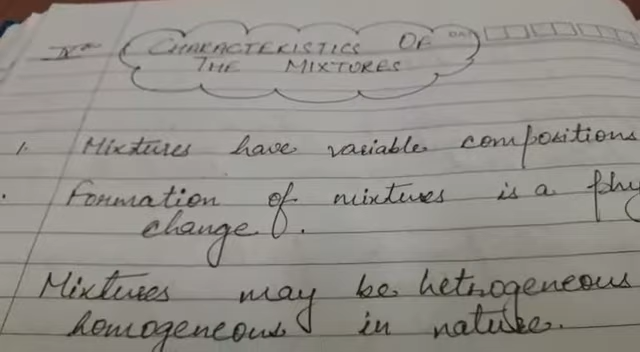 CHARACTERISTICS OF
THE MIXTURES
1. Mixtures have variable compositions
Formation of mixtures is a phy
change.
Mixtures may be hetrogeneous
homogeneous in nature.